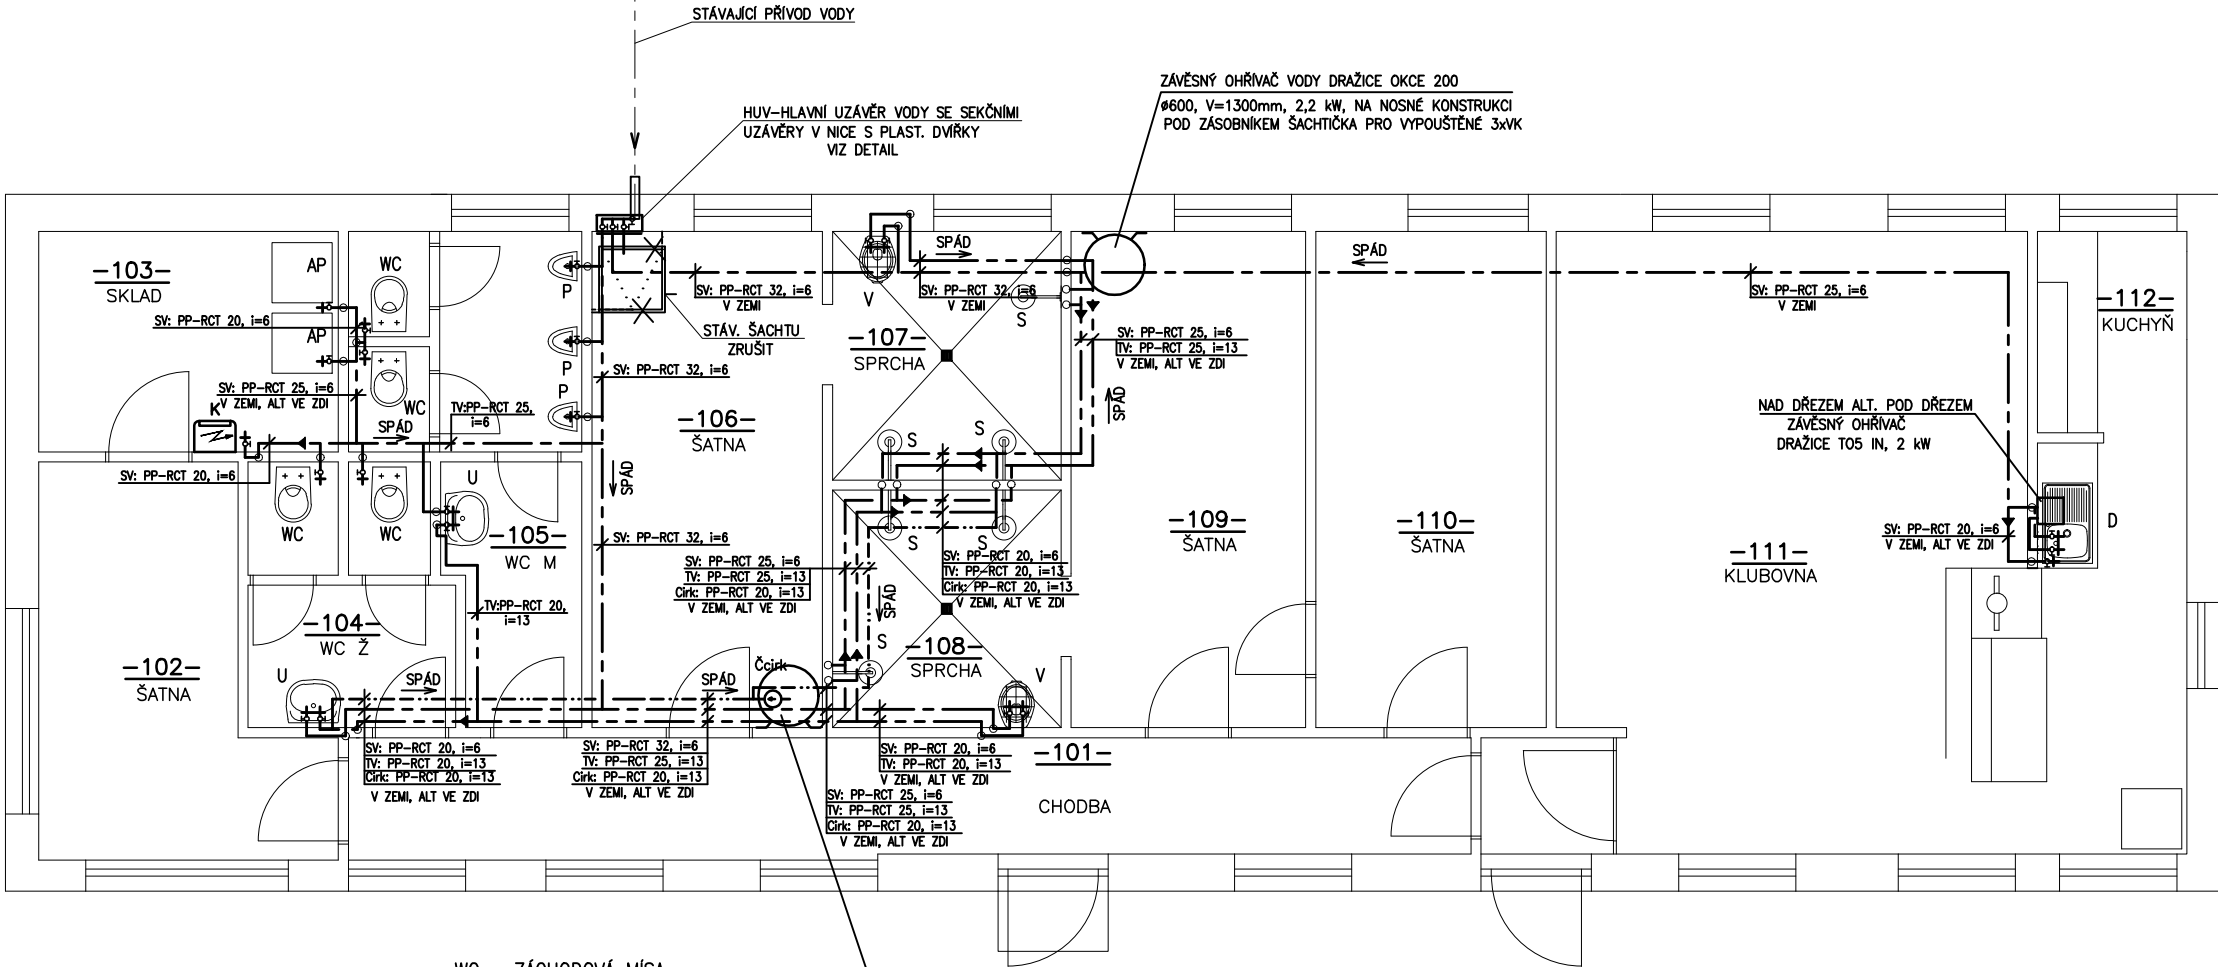 STÁVAJÍCÍ PŘÍVOD VODY
ZÁVĚSNÝ OHŘÍVAČ VODY DRAŽICE OKCE 200
ø600, V=1300mm, 2,2 kW, NA NOSNÉ KONSTRUKCI
POD ZÁSOBNÍKEM ŠACHTIČKA PRO VYPOUŠTĚNÉ 3xVK
HUV-HLAVNÍ UZÁVĚR VODY SE SEKČNÍMI
UZÁVĚRY V NICE S PLAST. DVÍŘKY
VIZ DETAIL
-103-
SKLAD
AP
AP
SV: PP-RCT 20, i=6
SV: PP-RCT 25, i=6
V ZEMI, ALT VE ZDI
K
SV: PP-RCT 20, i=6
WC
WC
SPÁD
TV:PP-RCT 25,
i=6
P
P
P
SV: PP-RCT 32, i=6
V ZEMI
STÁV. ŠACHTU
ZRUŠIT
SV: PP-RCT 32, i=6
-106-
ŠATNA
SPÁD
SV: PP-RCT 32, i=6
V
SPÁD
SV: PP-RCT 32, i=6
V ZEMI
S
-107-
SPRCHA
S
S
SV: PP-RCT 25, i=6
TV: PP-RCT 25, i=13
V ZEMI, ALT VE ZDI
SPÁD
SPÁD
SV: PP-RCT 25, i=6
V ZEMI
-112-
KUCHYŇ
NAD DŘEZEM ALT. POD DŘEZEM
ZÁVĚSNÝ OHŘÍVAČ
DRAŽICE TO5 IN, 2 kW
D
SV: PP-RCT 20, i=6
V ZEMI, ALT VE ZDI
-111-
KLUBOVNA
-110-
ŠATNA
-109-
ŠATNA
WC
WC
U
-105-
WC M
TV:PP-RCT 20,
i=13
-104-
WC Ž
U
-102-
ŠATNA
SV: PP-RCT 25, i=6
TV: PP-RCT 25, i=13
Cirk: PP-RCT 20, i=13
V ZEMI, ALT VE ZDI
S
S
SV: PP-RCT 20, i=6
TV: PP-RCT 20, i=13
Cirk: PP-RCT 20, i=13
V ZEMI, ALT VE ZDI
SPÁD
S
-108-
SPRCHA
V
SPÁD
SPÁD
Čcirk
SV: PP-RCT 20, i=6
TV: PP-RCT 20, i=13
Cirk: PP-RCT 20, i=13
V ZEMI, ALT VE ZDI
SV: PP-RCT 32, i=6
TV: PP-RCT 25, i=13
Cirk: PP-RCT 20, i=13
V ZEMI, ALT VE ZDI
SV: PP-RCT 20, i=6
TV: PP-RCT 20, i=13
V ZEMI, ALT VE ZDI
SV: PP-RCT 25, i=6
TV: PP-RCT 25, i=13
Cirk: PP-RCT 20, i=13
V ZEMI, ALT VE ZDI
-101-
CHODBA
WC ZÁCHODOVÁ MÍSA